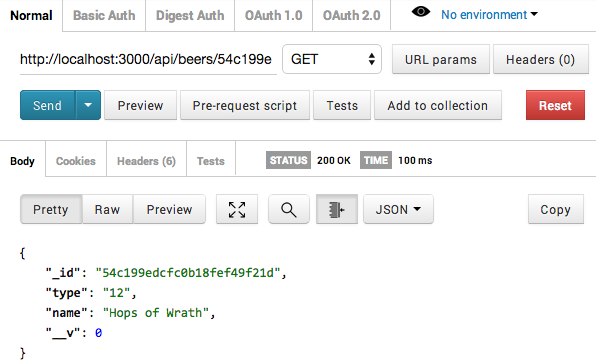 Normal Basic Auth Digest Auth OAuth 1.0 OAuth 2.0 No environment
http://localhost:3000/api/beers/54c199e GET URL params Headers (0)
Send Preview Pre-request script Tests Add to collection Reset
Body Cookies Headers (6) Tests STATUS 200 OK TIME 100 ms
Pretty Raw Preview JSON Copy
{
"_id": "54c199edcfc0b18fef49f21d",
"type": "12",
"name": "Hops of Wrath",
"__v": 0
}